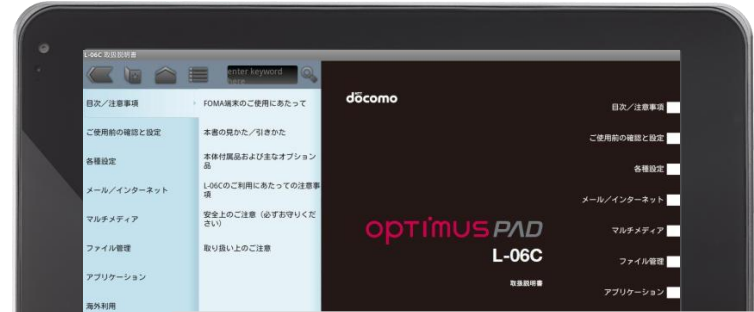 L-06C 取扱説明書
enter keyword
here
目次／注意事項
ご使用前の確認と設定
各種設定
メール／インターネット
マルチメディア
ファイル管理
アプリケーション
海外利用
FOMA端末のご使用にあたって
本書の見かた／引きかた
本体付属品および主なオプション
品
L-06Cのご利用にあたっての注意事
項
安全上のご注意（必ずお守りくだ
さい）
取り扱い上のご注意
döcomo
OPTIMUS PAD
L-06C
取扱説明書
目次／注意事項
ご使用前の確認と設定
各種設定
メール／インターネット
マルチメディア
ファイル管理
アプリケーション